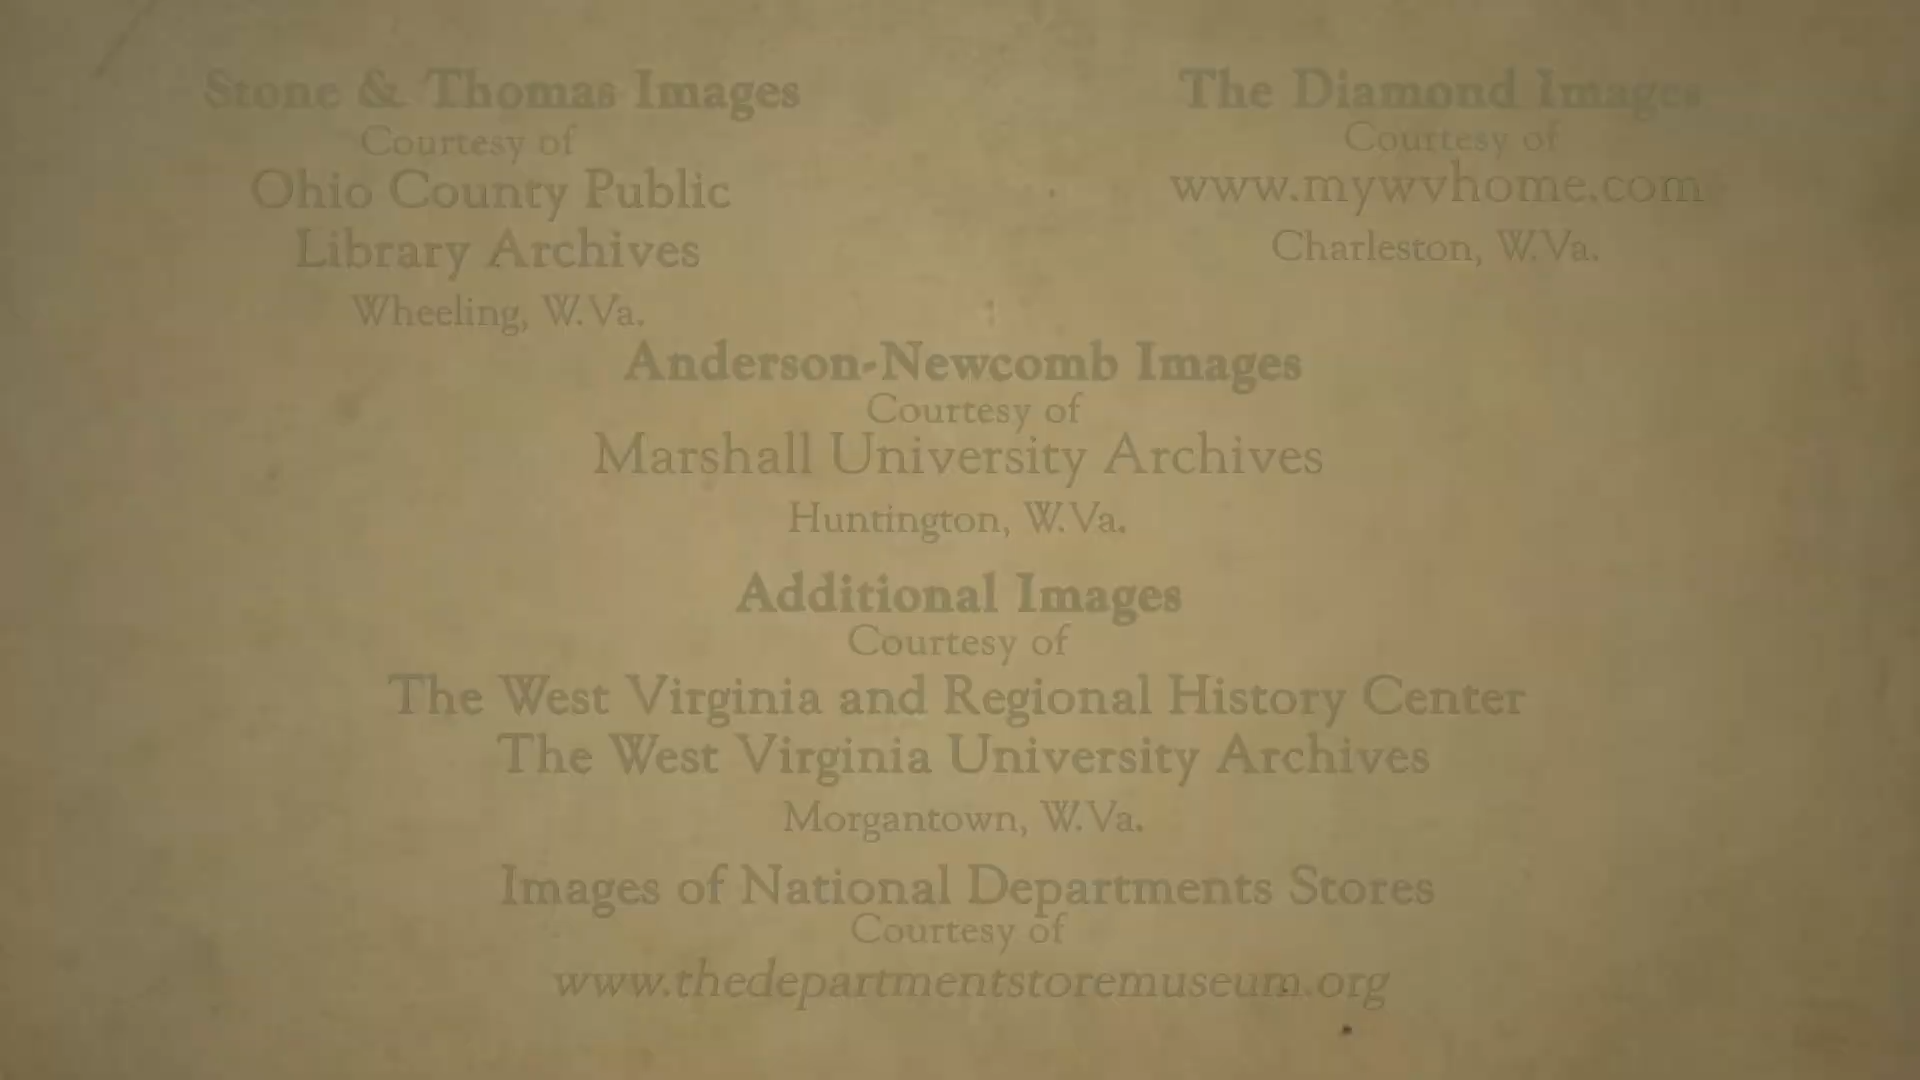 Stone & Thomas Images
Courtesy of
Ohio County Public
Library Archives
Wheeling, W.Va.
The Diamond Images
Courtesy of
www.mywvhome.com
Charleston, W.Va.
Anderson-Newcomb Images
Courtesy of
Marshall University Archives
Huntington, W.Va.
Additional Images
Courtesy of
The West Virginia and Regional History Center
The West Virginia University Archives
Morgantown, W.Va.
Images of National Departments Stores
Courtesy of
www.thedepartmentstoremuseum.org